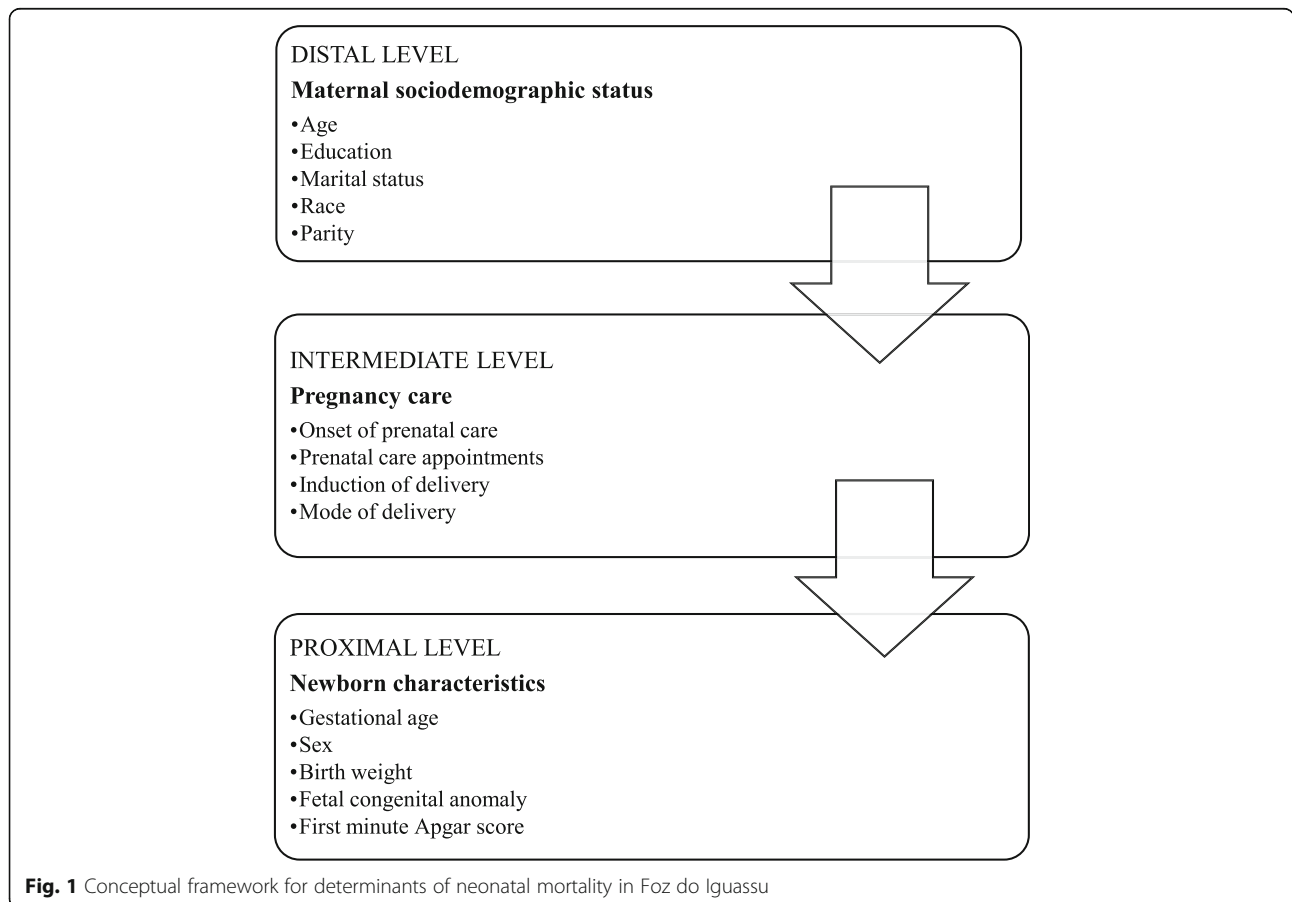 DISTAL LEVEL
Maternal sociodemographic status
•Age
•Education
•Marital status
•Race
•Parity
INTERMEDIATE LEVEL
Pregnancy care
•Onset of prenatal care
•Prenatal care appointments
•Induction of delivery
•Mode of delivery
PROXIMAL LEVEL
Newborn characteristics
•Gestational age
•Sex
•Birth weight
•Fetal congenital anomaly
•First minute Apgar score
Fig. 1 Conceptual framework for determinants of neonatal mortality in Foz do Iguassu